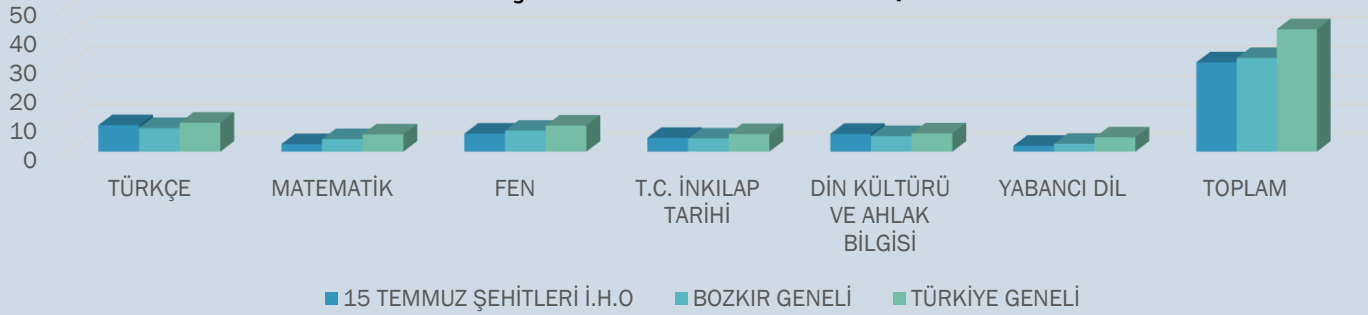 50
40
30
20
10
0
TÜRKÇE
MATEMATİK
FEN
T.C. İNKILAP
TARİHİ
DİN KÜLTÜRÜ
VE AHLAK
BİLGİSİ
YABANCI DİL
TOPLAM
15 TEMMUZ ŞEHİTLERİ İ.H.O BOZKIR GENELİ TÜRKİYE GENELİ